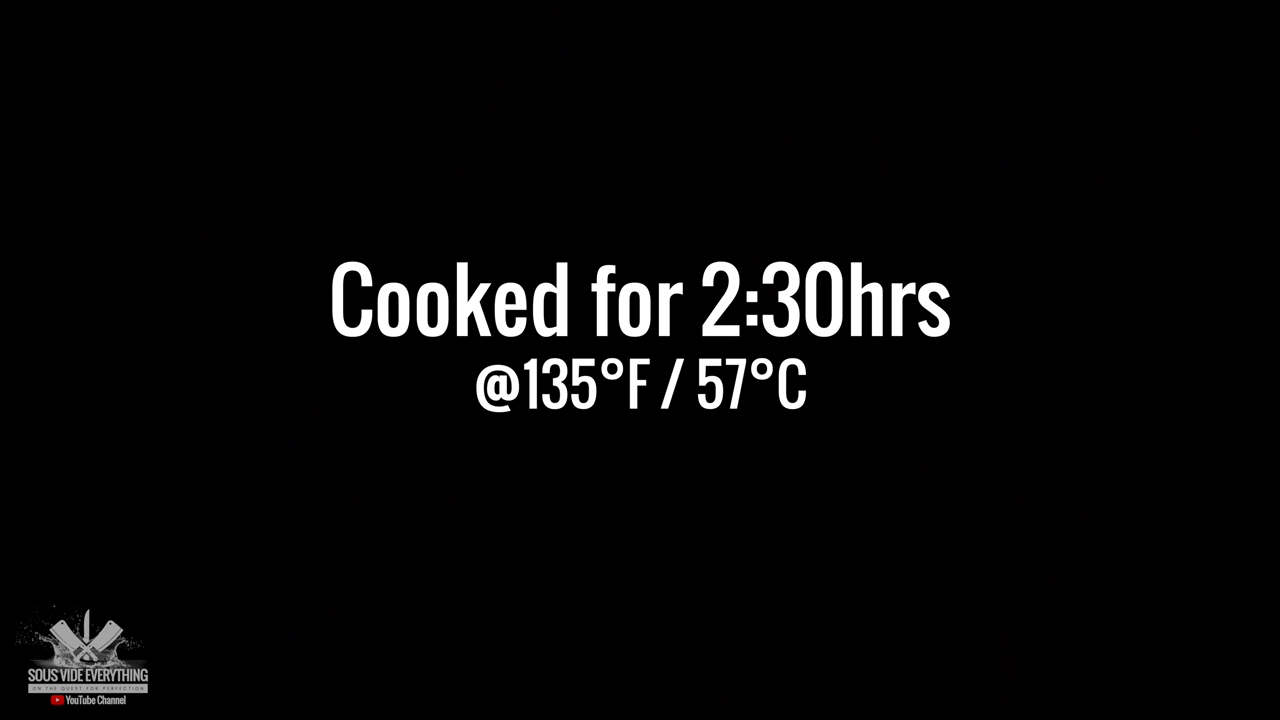 Cooked for 2:30hrs
@135°F / 57°C
SOUS VIDE EVERYTHING
ON THE QUEST FOR PERFECTION
YouTube Channel